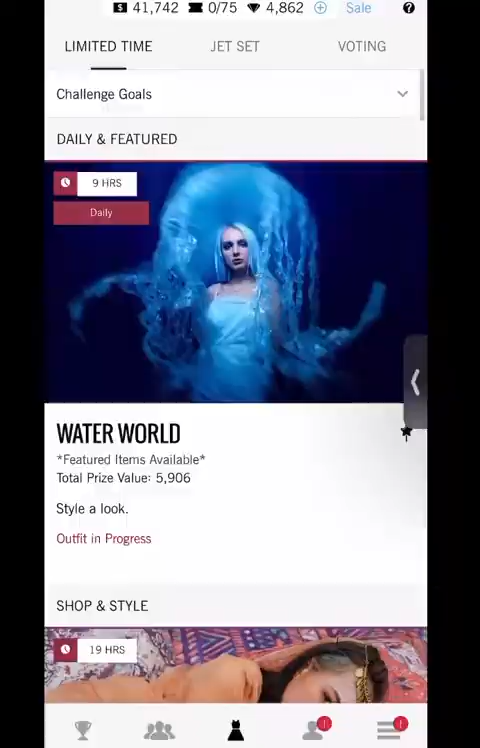 41,742 0/75 4,862 Sale ?
LIMITED TIME JET SET VOTING
Challenge Goals
DAILY & FEATURED
9 HRS
Daily
WATER WORLD
*Featured Items Available*
Total Prize Value: 5,906
Style a look.
Outfit in Progress
SHOP & STYLE
19 HRS
! !